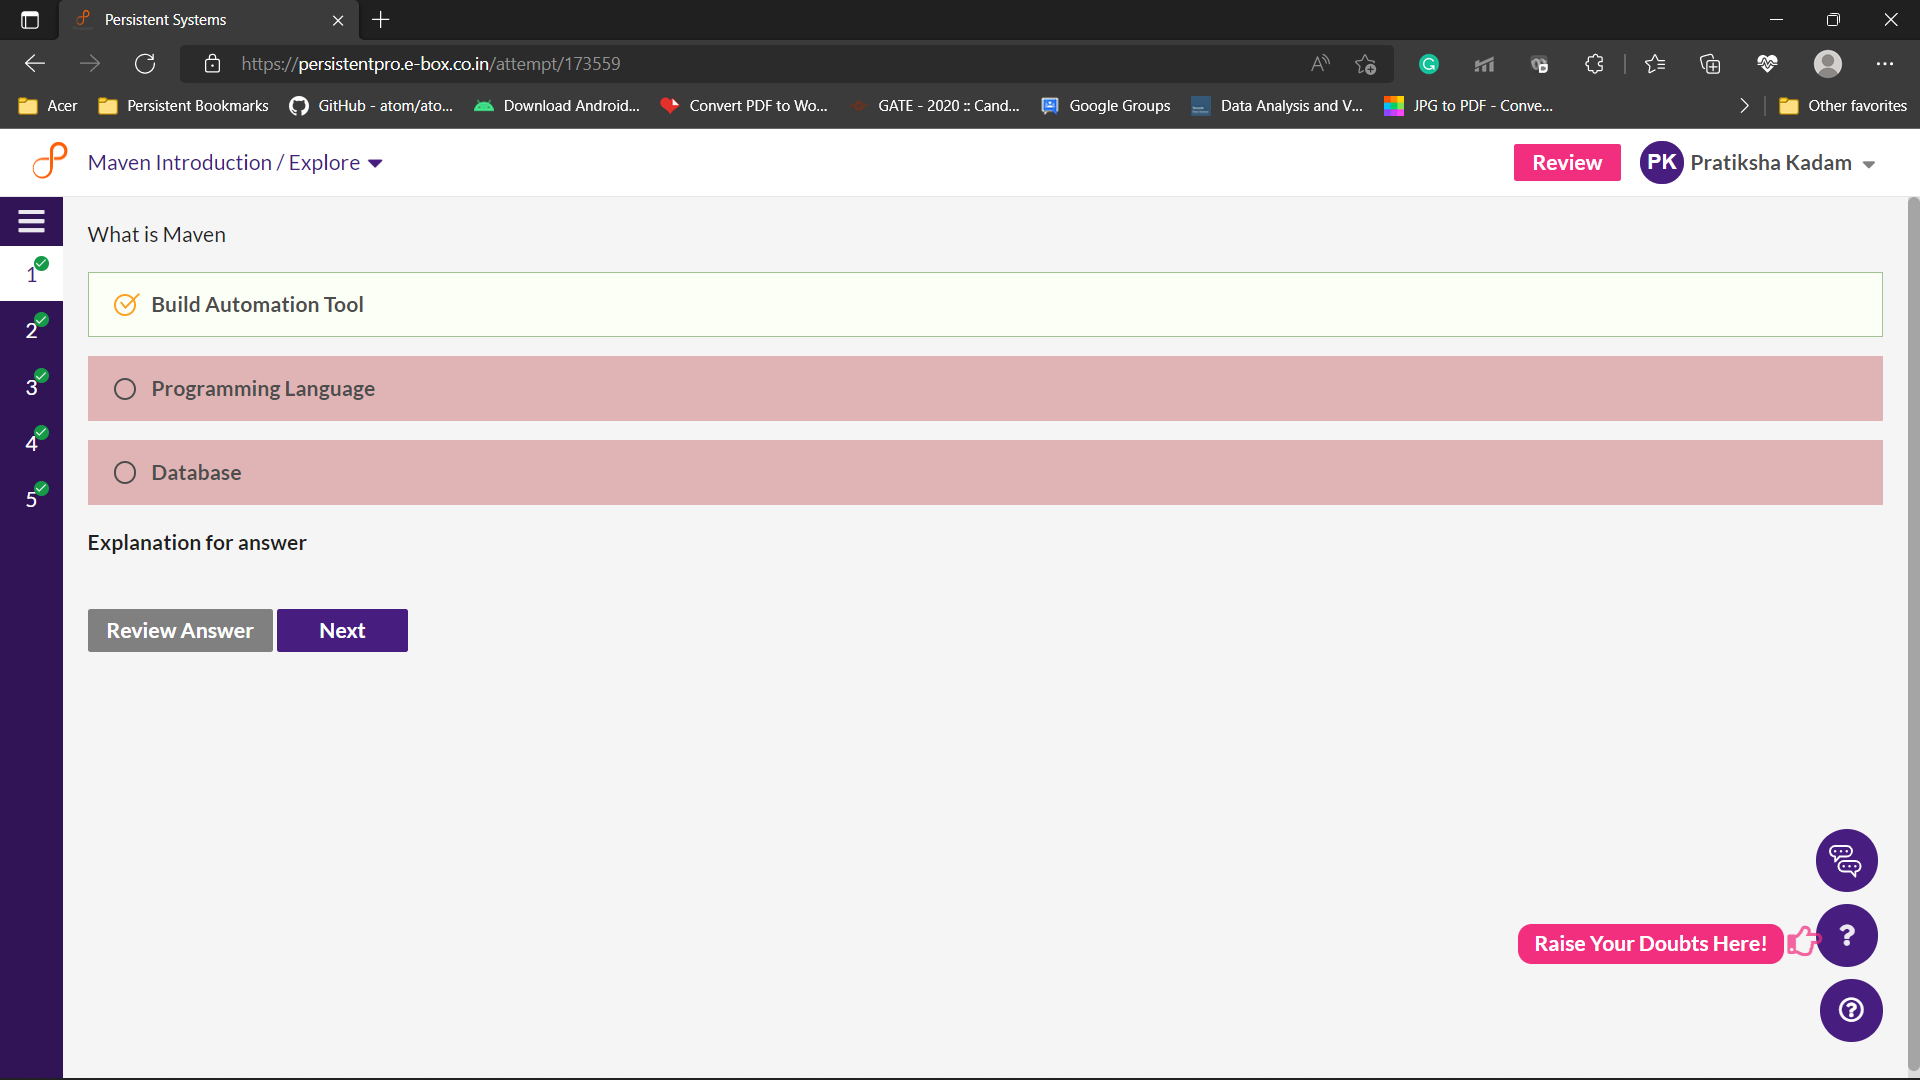 Persistent Systems
https://persistentpro.e-box.co.in/attempt/173559
Acer
Persistent Bookmarks
GitHub - atom/ato...
Download Android...
Convert PDF to Wo...
GATE - 2020 :: Cand...
Google Groups
Data Analysis and V...
JPG to PDF - Conve...
Other favorites
Maven Introduction / Explore
Review
PK
Pratiksha Kadam
What is Maven
1
Build Automation Tool
2
3
Programming Language
4
Database
5
Explanation for answer
Review Answer
Next
Raise Your Doubts Here!
?
?